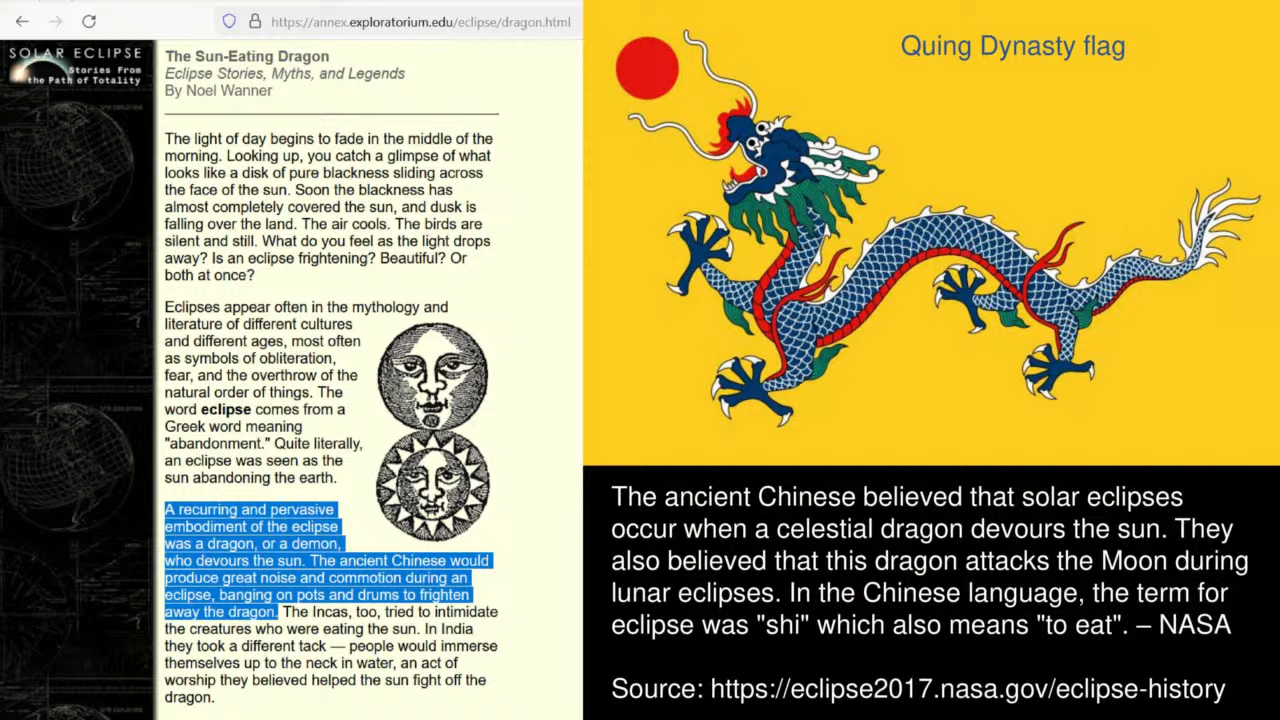 https://annex.exploratorium.edu/eclipse/dragon.html
SOLAR ECLIPSE
Stories From
the Path of Totality
The Sun-Eating Dragon
Eclipse Stories, Myths, and Legends
By Noel Wanner
The light of day begins to fade in the middle of the
morning. Looking up, you catch a glimpse of what
looks like a disk of pure blackness sliding across
the face of the sun. Soon the blackness has
almost completely covered the sun, and dusk is
falling over the land. The air cools. The birds are
silent and still. What do you feel as the light drops
away? Is an eclipse frightening? Beautiful? Or
both at once?
Eclipses appear often in the mythology and
literature of different cultures
and different ages, most often
as symbols of obliteration,
fear, and the overthrow of the
natural order of things. The
word eclipse comes from a
Greek word meaning
"abandonment." Quite literally,
an eclipse was seen as the
sun abandoning the earth.
A recurring and pervasive
embodiment of the eclipse
was a dragon, or a demon,
who devours the sun. The ancient Chinese would
produce great noise and commotion during an
eclipse, banging on pots and drums to frighten
away the dragon. The Incas, too, tried to intimidate
the creatures who were eating the sun. In India
they took a different tack — people would immerse
themselves up to the neck in water, an act of
worship they believed helped the sun fight off the
dragon.
Quing Dynasty flag
The ancient Chinese believed that solar eclipses
occur when a celestial dragon devours the sun. They
also believed that this dragon attacks the Moon during
lunar eclipses. In the Chinese language, the term for
eclipse was "shi" which also means "to eat". – NASA
Source: https://eclipse2017.nasa.gov/eclipse-history